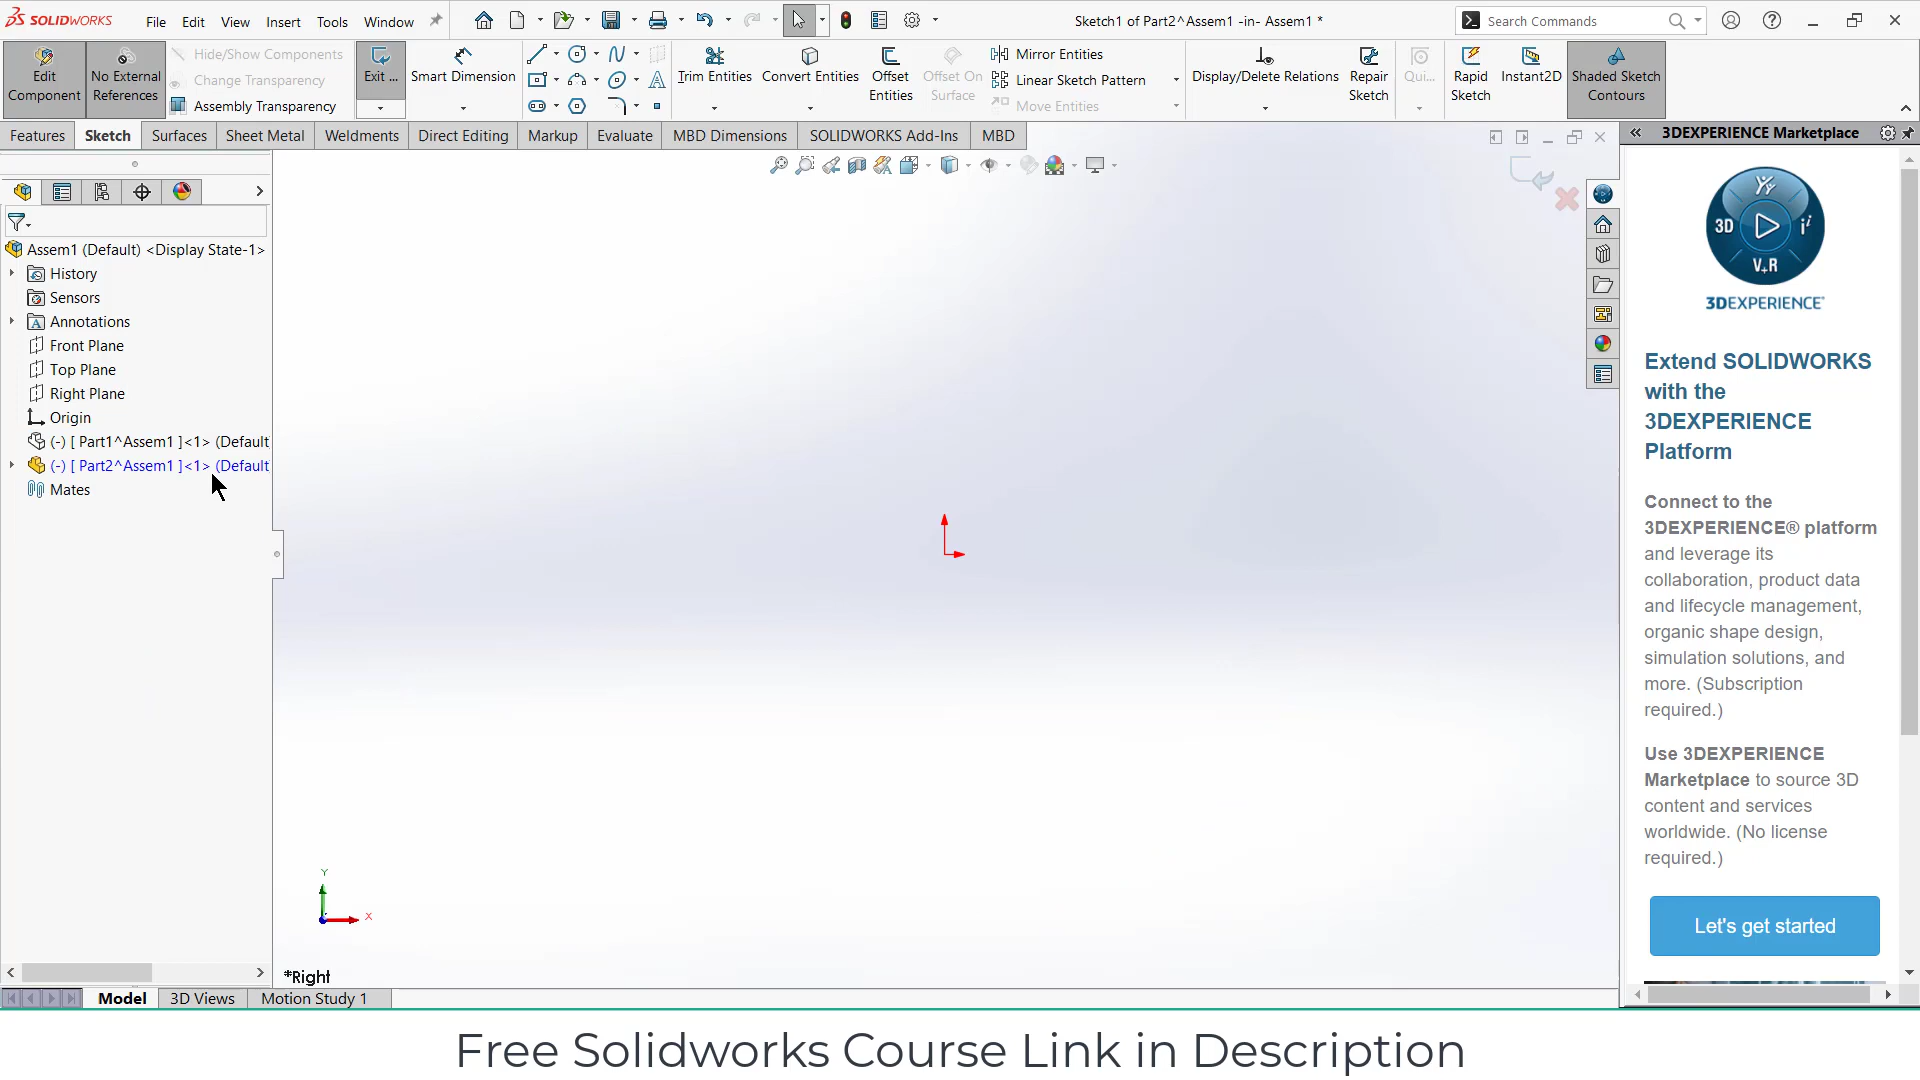 SOLIDWORKS File Edit View Insert Tools Window Sketch1 of Part2^Assem1 -in- Assem1 * Search Commands
Edit Component
No External References
Hide/Show Components
Change Transparency
Assembly Transparency
Exit ...
Smart Dimension
Trim Entities
Convert Entities
Offset Entities
Offset On Surface
Mirror Entities
Linear Sketch Pattern
Move Entities
Display/Delete Relations
Repair Sketch
Qui...
Rapid Sketch
Instant2D
Shaded Sketch Contours
Features Sketch Surfaces Sheet Metal Weldments Direct Editing Markup Evaluate MBD Dimensions SOLIDWORKS Add-Ins MBD
Assem1 (Default) <Display State-1>
History
Sensors
Annotations
Front Plane
Top Plane
Right Plane
Origin
(-) [ Part1^Assem1 ]<1> (Default
(-) [ Part2^Assem1 ]<1> (Default
Mates
Y
X
*Right
Model 3D Views Motion Study 1
3DEXPERIENCE Marketplace
3D
V+R
3DEXPERIENCE
Extend SOLIDWORKS
with the
3DEXPERIENCE
Platform
Connect to the
3DEXPERIENCE® platform
and leverage its
collaboration, product data
and lifecycle management,
organic shape design,
simulation solutions, and
more. (Subscription
required.)
Use 3DEXPERIENCE
Marketplace to source 3D
content and services
worldwide. (No license
required.)
Let's get started
Free Solidworks Course Link in Description